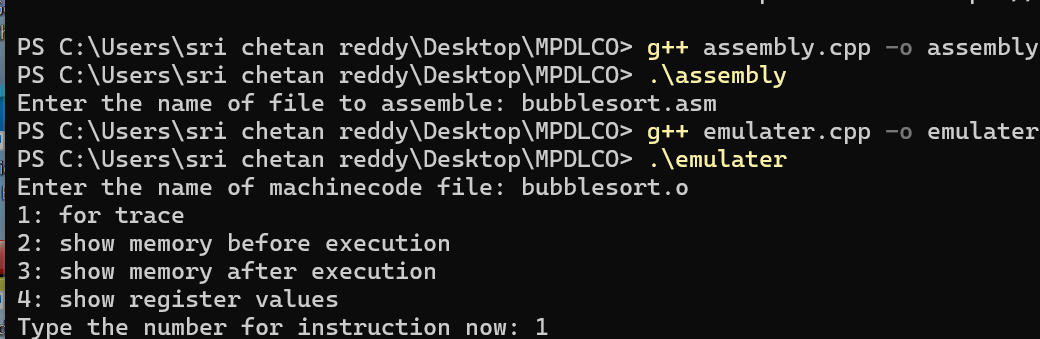 PS C:\Users\sri chetan reddy\Desktop\MPDLCO> g++ assembly.cpp -o assembly
PS C:\Users\sri chetan reddy\Desktop\MPDLCO> .\assembly
Enter the name of file to assemble: bubblesort.asm
PS C:\Users\sri chetan reddy\Desktop\MPDLCO> g++ emulater.cpp -o emulater
PS C:\Users\sri chetan reddy\Desktop\MPDLCO> .\emulater
Enter the name of machinecode file: bubblesort.o
1: for trace
2: show memory before execution
3: show memory after execution
4: show register values
Type the number for instruction now: 1